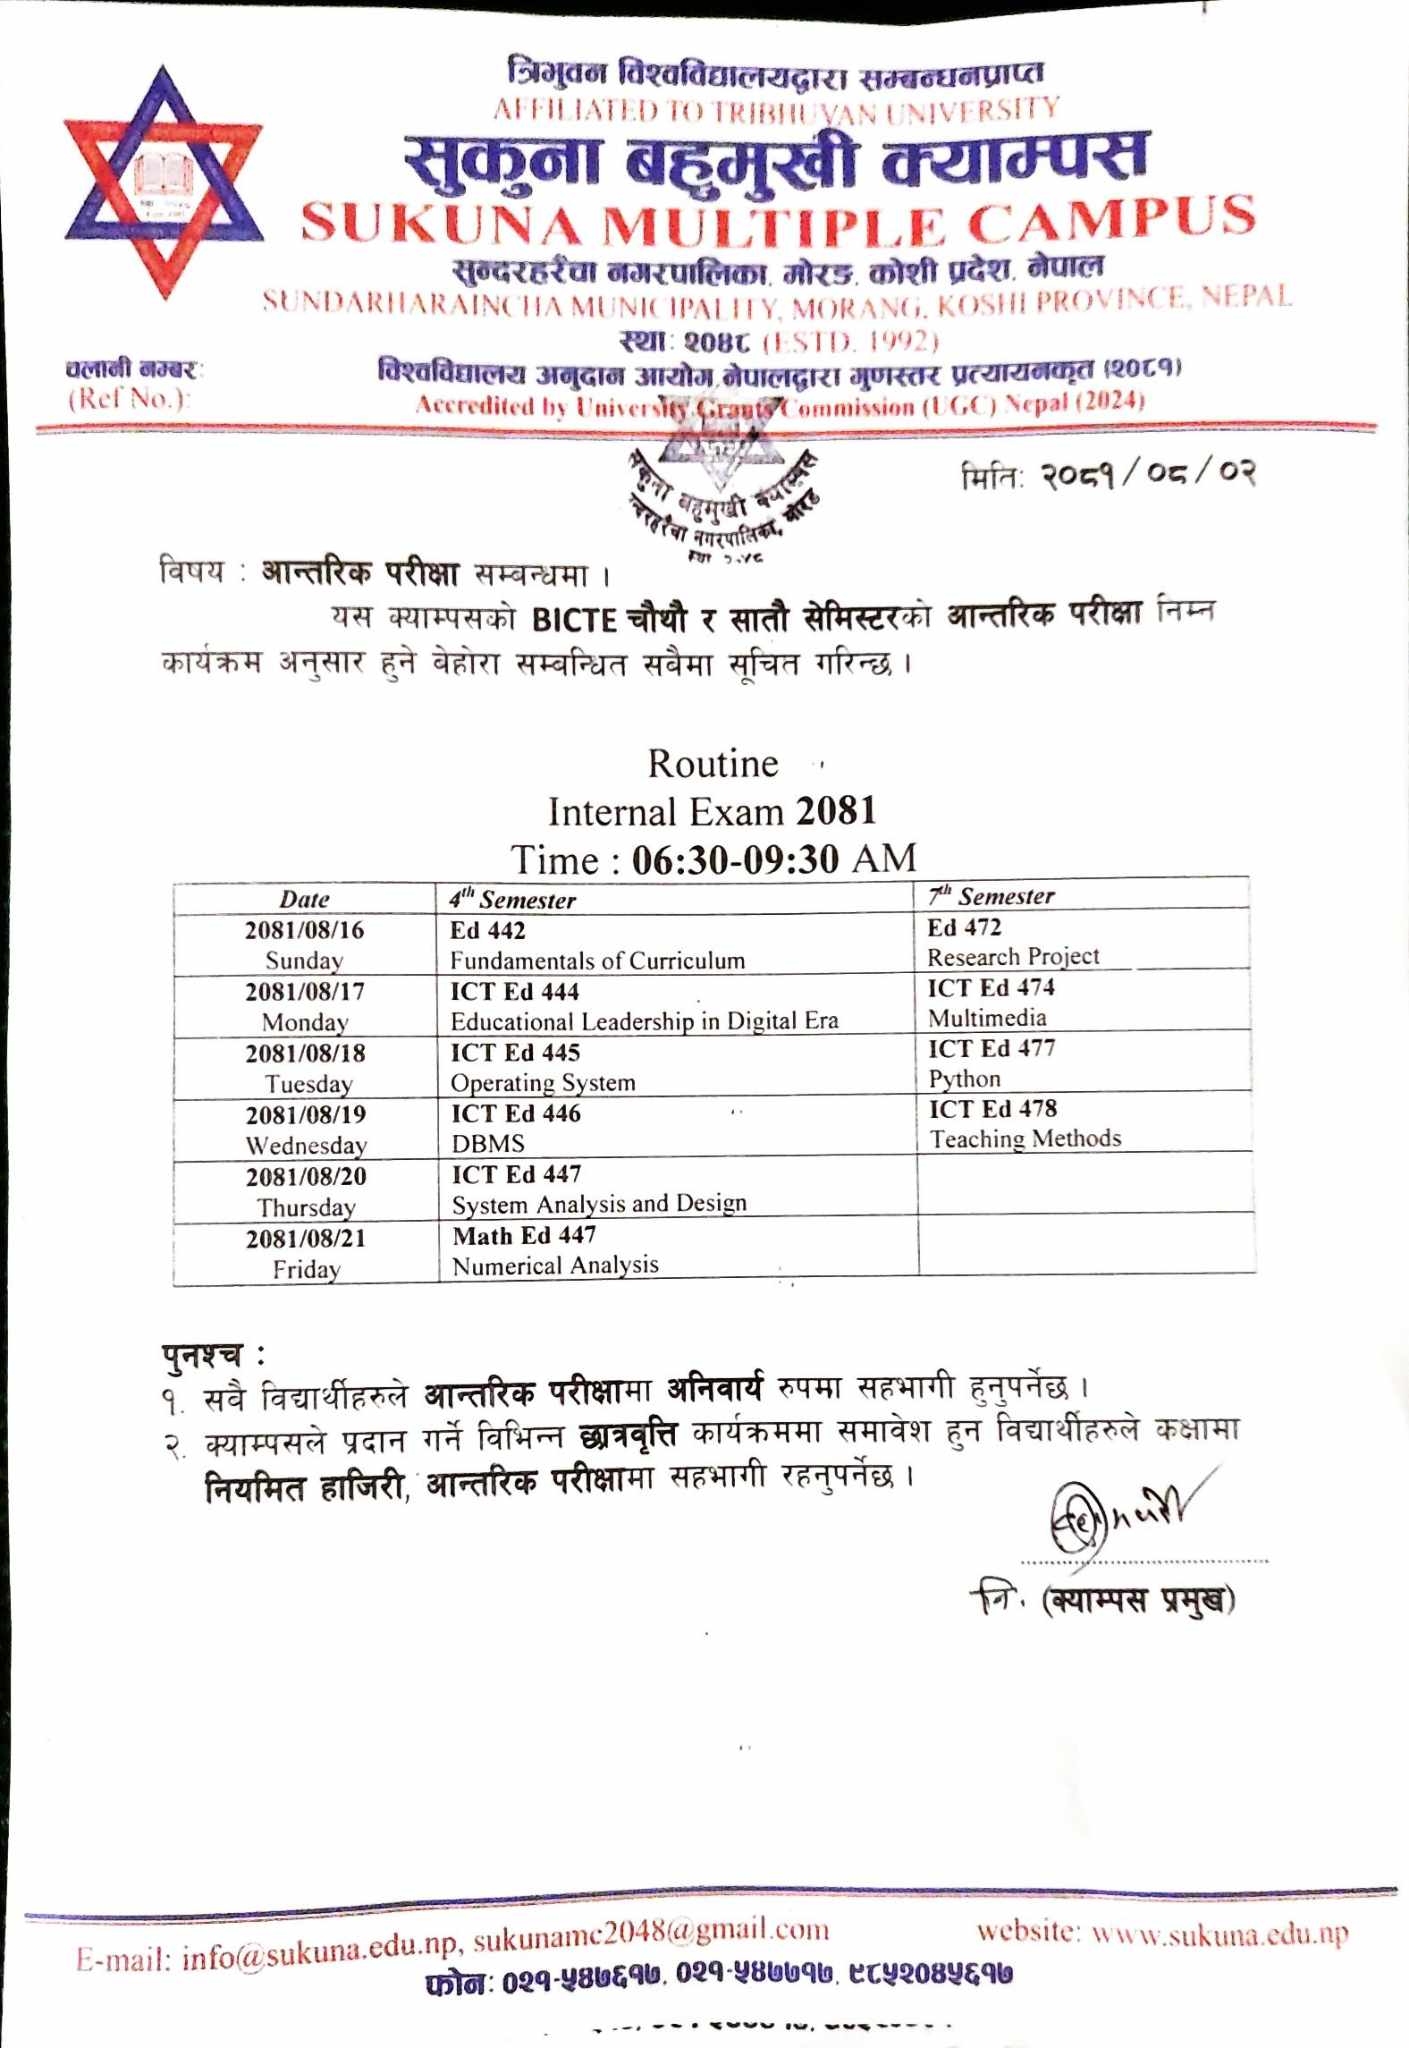 त्रिभुवन विश्वविद्यालयद्वारा सम्बन्धनप्राप्त
AFFILIATED TO TRIBHUVAN UNIVERSITY
सुकुना बहुमुखी क्याम्पस
SUKUNA MULTIPLE CAMPUS
सुन्दरहरैंचा नगरपालिका, मोरङ, कोशी प्रदेश, नेपाल
SUNDARHARAINCHA MUNICIPALITY, MORANG, KOSHI PROVINCE, NEPAL
स्था: २०४८ (ESTD. 1992)
चलानी नम्बर:
विश्वविद्यालय अनुदान आयोग नेपालद्वारा गुणस्तर प्रत्यायनकृत (२०८१)
(Ref No.):
Accredited by University Grants Commission (UGC) Nepal (2024)
सुकुना बहुमुखी क्याम्पस
नगरपालिका, मोरङ
स्था २०४८
मिति: २०८१/०८/०२
विषय : आन्तरिक परीक्षा सम्बन्धमा ।
यस क्याम्पसको BICTE चौथौ र सातौ सेमिस्टरको आन्तरिक परीक्षा निम्न
कार्यक्रम अनुसार हुने बेहोरा सम्बन्धित सवैमा सूचित गरिन्छ ।
Routine
Internal Exam 2081
Time : 06:30-09:30 AM
Date 4th Semester 7th Semester
2081/08/16 Ed 442 Ed 472
Sunday Fundamentals of Curriculum Research Project
2081/08/17 ICT Ed 444 ICT Ed 474
Monday Educational Leadership in Digital Era Multimedia
2081/08/18 ICT Ed 445 ICT Ed 477
Tuesday Operating System Python
2081/08/19 ICT Ed 446 ICT Ed 478
Wednesday DBMS Teaching Methods
2081/08/20 ICT Ed 447
Thursday System Analysis and Design
2081/08/21 Math Ed 447
Friday Numerical Analysis
पुनश्च :
१. सवै विद्यार्थीहरुले आन्तरिक परीक्षामा अनिवार्य रुपमा सहभागी हुनुपर्नेछ ।
२. क्याम्पसले प्रदान गर्ने विभिन्न छात्रवृत्ति कार्यक्रममा समावेश हुन विद्यार्थीहरुले कक्षामा
नियमित हाजिरी, आन्तरिक परीक्षामा सहभागी रहनुपर्नेछ ।
नि. (क्याम्पस प्रमुख)
E-mail: info@sukuna.edu.np, sukunamc2048@gmail.com
website: www.sukuna.edu.np
फोन: ०२१-५४७६१७, ०२१-५४७७१७, ९८५२०४५६१७